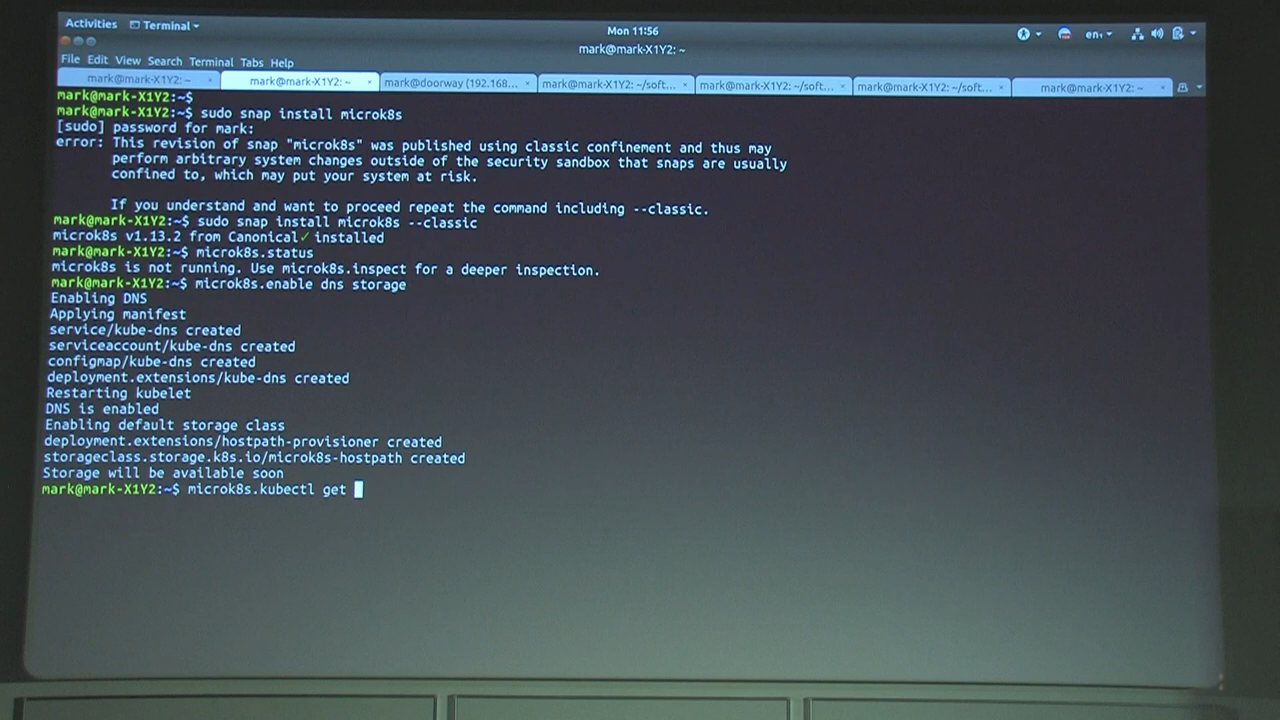 Activities Terminal Mon 11:56 en
mark@mark-X1Y2: ~
File Edit View Search Terminal Tabs Help
mark@mark-X1Y2: ~ mark@mark-X1Y2: ~ mark@doorway (192.168... mark@mark-X1Y2: ~/soft... mark@mark-X1Y2: ~/soft... mark@mark-X1Y2: ~/soft... mark@mark-X1Y2: ~
mark@mark-X1Y2:~$
mark@mark-X1Y2:~$ sudo snap install microk8s
[sudo] password for mark:
error: This revision of snap "microk8s" was published using classic confinement and thus may
perform arbitrary system changes outside of the security sandbox that snaps are usually
confined to, which may put your system at risk.
If you understand and want to proceed repeat the command including --classic.
mark@mark-X1Y2:~$ sudo snap install microk8s --classic
microk8s v1.13.2 from Canonical✓ installed
mark@mark-X1Y2:~$ microk8s.status
microk8s is not running. Use microk8s.inspect for a deeper inspection.
mark@mark-X1Y2:~$ microk8s.enable dns storage
Enabling DNS
Applying manifest
service/kube-dns created
serviceaccount/kube-dns created
configmap/kube-dns created
deployment.extensions/kube-dns created
Restarting kubelet
DNS is enabled
Enabling default storage class
deployment.extensions/hostpath-provisioner created
storageclass.storage.k8s.io/microk8s-hostpath created
Storage will be available soon
mark@mark-X1Y2:~$ microk8s.kubectl get